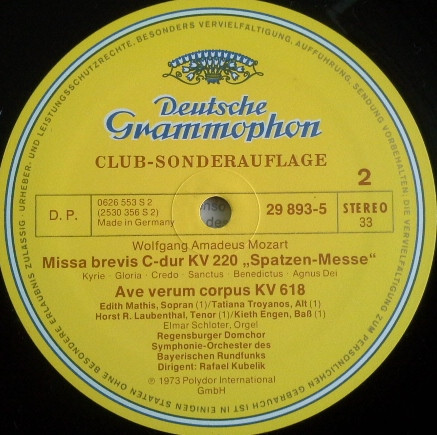 URHEBER- UND LEISTUNGSSCHUTZRECHTE, BESONDERS VERVIELFÄLTIGUNG, AUFFÜHRUNG, SENDUNG VORBEHALTEN · DIE VERVIELFÄLTIGUNG ZUM PERSÖNLICHEN GEBRAUCH IST IN EINIGEN STAATEN OHNE BESONDERE ERLAUBNIS ZULÄSSIG ·
Deutsche
Grammophon
CLUB-SONDERAUFLAGE
2
D. P.
0626 553 S 2
(2530 356 S 2)
Made in Germany
29 893-5
STEREO
33
Wolfgang Amadeus Mozart
Missa brevis C-dur KV 220 „Spatzen-Messe“
Kyrie · Gloria · Credo · Sanctus · Benedictus · Agnus Dei
Ave verum corpus KV 618
Edith Mathis, Sopran (1)/Tatiana Troyanos, Alt (1)
Horst R. Laubenthal, Tenor (1)/Kieth Engen, Baß (1)
Elmar Schloter, Orgel
Regensburger Domchor
Symphonie-Orchester des
Bayerischen Rundfunks
Dirigent: Rafael Kubelik
℗ 1973 Polydor International
GmbH